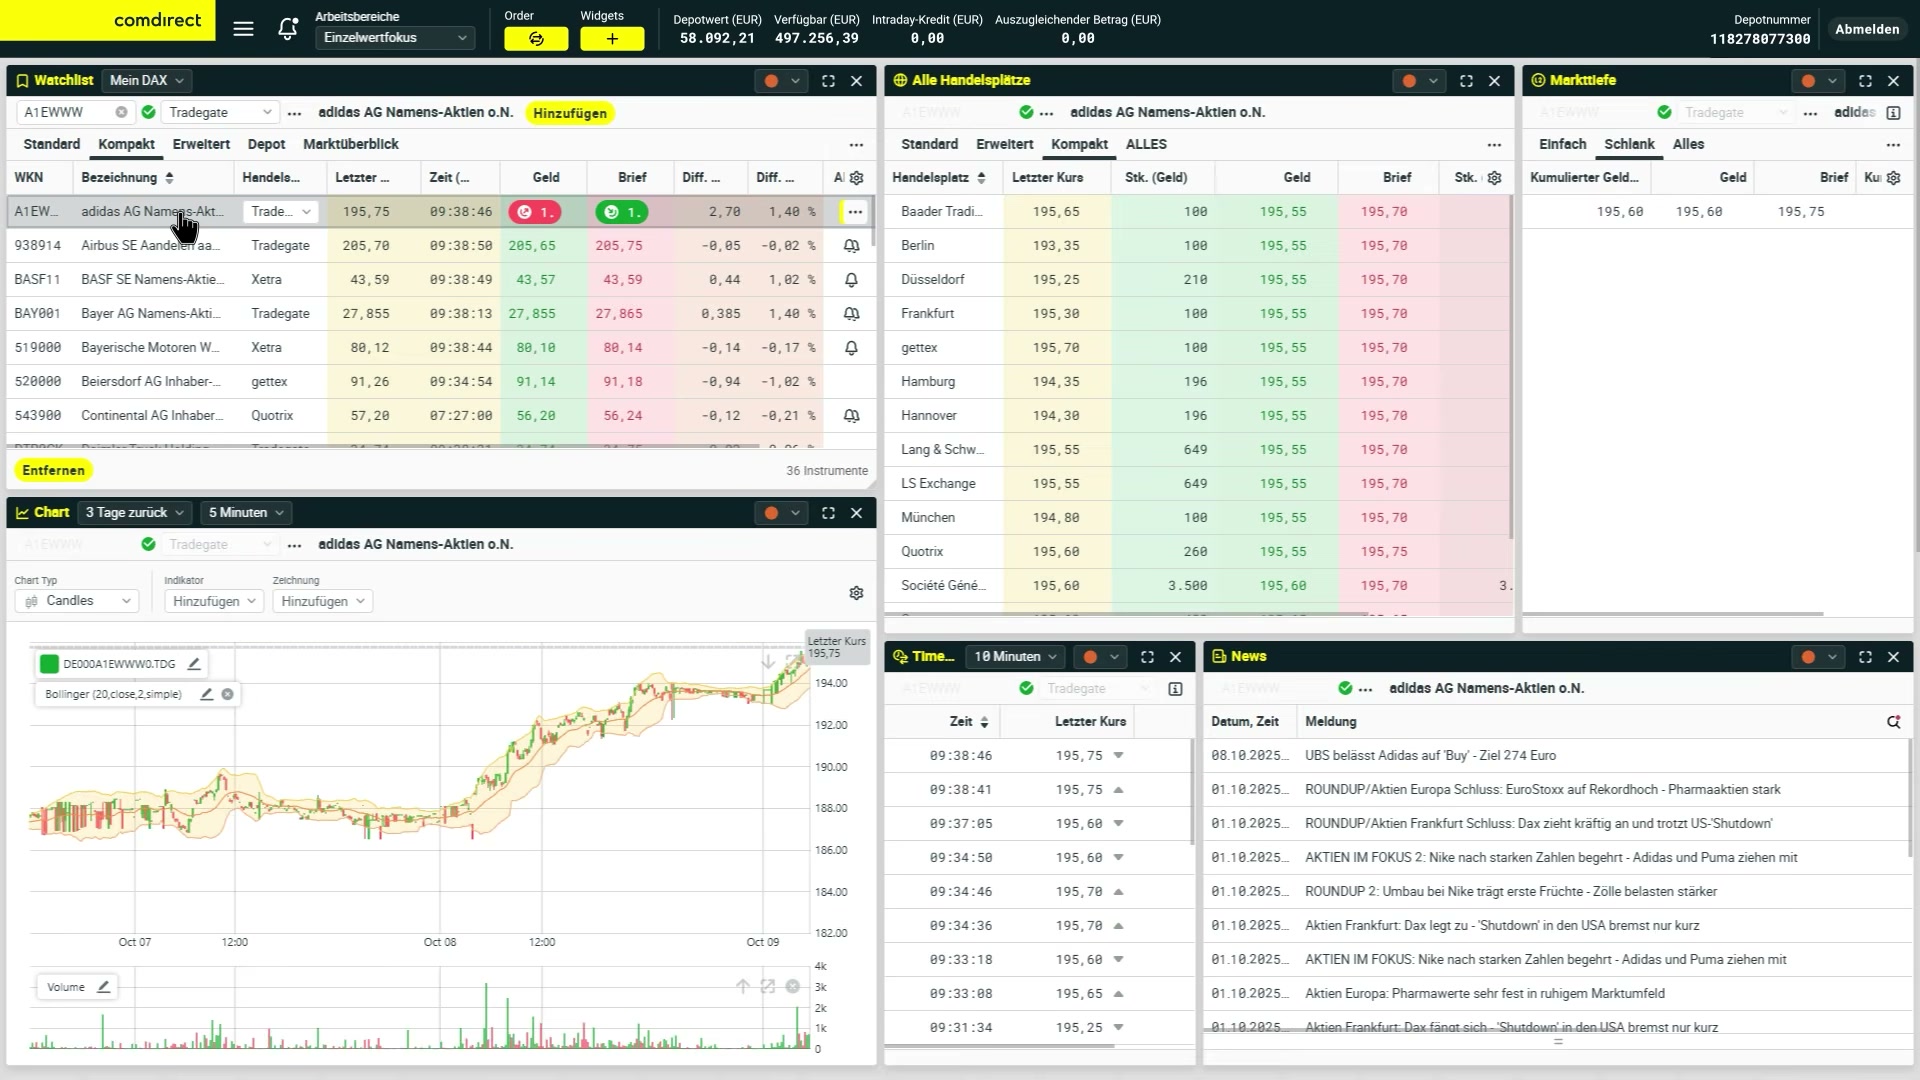 comdirect
Arbeitsbereiche
Einzelwertfokus
Order
Widgets
Depotwert (EUR) Verfügbar (EUR) Intraday-Kredit (EUR) Auszugleichender Betrag (EUR)
58.092,21 497.256,39 0,00 0,00
Depotnummer
118278077300
Abmelden
Watchlist Mein DAX
A1EWWW Tradegate ... adidas AG Namens-Aktien o.N. Hinzufügen
Standard Kompakt Erweitert Depot Marktüberblick ...
WKN Bezeichnung Handels... Letzter ... Zeit (... Geld Brief Diff. ... Diff. ...
A1EW... adidas AG Namens-Akt... Trade... 195,75 09:38:46 1. 1. 2,70 1,40 % ...
938914 Airbus SE Aandelen aa... Tradegate 205,70 09:38:50 205,65 205,75 -0,05 -0,02 %
BASF11 BASF SE Namens-Aktie... Xetra 43,59 09:38:49 43,57 43,59 0,44 1,02 %
BAY001 Bayer AG Namens-Akti... Tradegate 27,855 09:38:13 27,855 27,865 0,385 1,40 %
519000 Bayerische Motoren W... Xetra 80,12 09:38:44 80,10 80,14 -0,14 -0,17 %
520000 Beiersdorf AG Inhaber-... gettex 91,26 09:34:54 91,14 91,18 -0,94 -1,02 %
543900 Continental AG Inhaber... Quotrix 57,20 07:27:00 56,20 56,24 -0,12 -0,21 %
Entfernen 36 Instrumente
Chart 3 Tage zurück 5 Minuten
A1EWWW Tradegate ... adidas AG Namens-Aktien o.N.
Chart Typ Indikator Zeichnung
Candles Hinzufügen Hinzufügen
Letzter Kurs
195,75
DE000A1EWWW0.TDG
Bollinger (20,close,2,simple)
194.00
192.00
190.00
188.00
186.00
184.00
182.00
Oct 07 12:00 Oct 08 12:00 Oct 09
Volume
4k
3k
2k
1k
0
Alle Handelsplätze
A1EWWW ... adidas AG Namens-Aktien o.N.
Standard Erweitert Kompakt ALLES ...
Handelsplatz Letzter Kurs Stk. (Geld) Geld Brief Stk.
Baader Tradi... 195,65 100 195,55 195,70
Berlin 193,35 100 195,55 195,70
Düsseldorf 195,25 210 195,55 195,70
Frankfurt 195,30 100 195,55 195,70
gettex 195,70 100 195,55 195,70
Hamburg 194,35 196 195,55 195,70
Hannover 194,30 196 195,55 195,70
Lang & Schw... 195,55 649 195,55 195,70
LS Exchange 195,55 649 195,55 195,70
München 194,80 100 195,55 195,70
Quotrix 195,60 260 195,55 195,75
Société Géné... 195,60 3.500 195,60 195,70 3.
Markttiefe
A1EWWW Tradegate ... adidas
Einfach Schlank Alles ...
Kumulierter Geld... Geld Brief
195,60 195,60 195,75
Time... 10 Minuten
A1EWWW Tradegate
Zeit Letzter Kurs
09:38:46 195,75
09:38:41 195,75
09:37:05 195,60
09:34:50 195,60
09:34:46 195,70
09:34:36 195,70
09:33:18 195,60
09:33:08 195,65
09:31:34 195,25
News
A1EWWW ... adidas AG Namens-Aktien o.N.
Datum, Zeit Meldung
08.10.2025... UBS belässt Adidas auf 'Buy' - Ziel 274 Euro
01.10.2025... ROUNDUP/Aktien Europa Schluss: EuroStoxx auf Rekordhoch - Pharmaaktien stark
01.10.2025... ROUNDUP/Aktien Frankfurt Schluss: Dax zieht kräftig an und trotzt US-'Shutdown'
01.10.2025... AKTIEN IM FOKUS 2: Nike nach starken Zahlen begehrt - Adidas und Puma ziehen mit
01.10.2025... ROUNDUP 2: Umbau bei Nike trägt erste Früchte - Zölle belasten stärker
01.10.2025... Aktien Frankfurt: Dax legt zu - 'Shutdown' in den USA bremst nur kurz
01.10.2025... AKTIEN IM FOKUS: Nike nach starken Zahlen begehrt - Adidas und Puma ziehen mit
01.10.2025... Aktien Europa: Pharmawerte sehr fest in ruhigem Marktumfeld
01.10.2025... Aktien Frankfurt: Dax fängt sich - 'Shutdown' in den USA bremst nur kurz